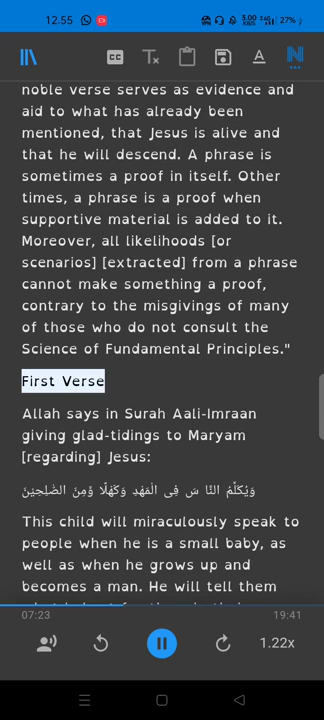 12.55
3.00 KB/S
27%
CC
noble verse serves as evidence and
aid to what has already been
mentioned, that Jesus is alive and
that he will descend. A phrase is
sometimes a proof in itself. Other
times, a phrase is a proof when
supportive material is added to it.
Moreover, all likelihoods [or
scenarios] [extracted] from a phrase
cannot make something a proof,
contrary to the misgivings of many
of those who do not consult the
Science of Fundamental Principles."
First Verse
Allah says in Surah Aali-Imraan
giving glad-tidings to Maryam
[regarding] Jesus:
وَيُكَلِّمُ النَّا سَ فِى الْمَهْدِ وَكَهْلًا وَّمِنَ الصّٰلِحِيْنَ
This child will miraculously speak to
people when he is a small baby, as
well as when he grows up and
becomes a man. He will tell them
07:23
19:41
1.22x